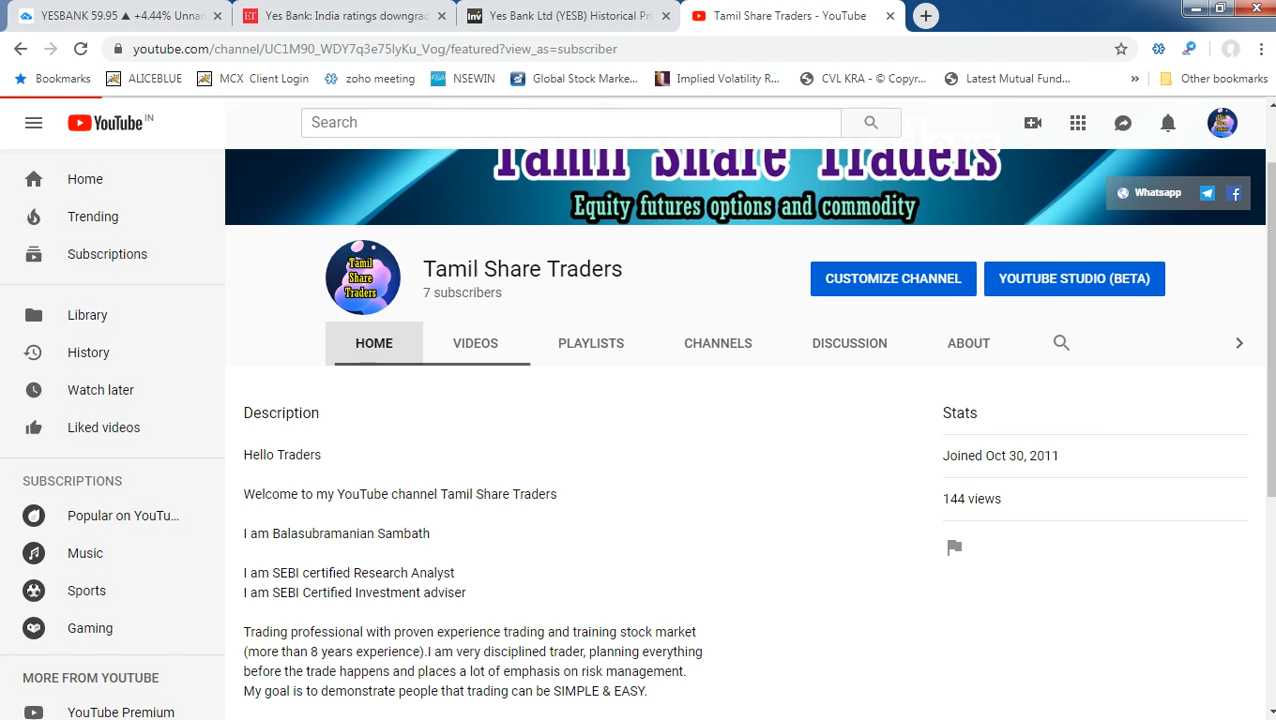 YESBANK 59.95 ▲ +4.44% Unnar
Yes Bank: India ratings downgrad
Yes Bank Ltd (YESB) Historical Pr
Tamil Share Traders - YouTube
youtube.com/channel/UC1M90_WDY7q3e75lyKu_Vog/featured?view_as=subscriber
Bookmarks
ALICEBLUE
MCX Client Login
zoho meeting
NSEWIN
Global Stock Marke...
Implied Volatility R...
CVL KRA - © Copyr...
Latest Mutual Fund...
»
Other bookmarks
YouTube IN
Search
Tamil Share Traders
Equity futures options and commodity
Whatsapp
Home
Trending
Subscriptions
Library
History
Watch later
Liked videos
SUBSCRIPTIONS
Popular on YouTu...
Music
Sports
Gaming
MORE FROM YOUTUBE
YouTube Premium
Tamil
Share
Traders
Tamil Share Traders
7 subscribers
CUSTOMIZE CHANNEL
YOUTUBE STUDIO (BETA)
HOME
VIDEOS
PLAYLISTS
CHANNELS
DISCUSSION
ABOUT
Description
Hello Traders
Welcome to my YouTube channel Tamil Share Traders
I am Balasubramanian Sambath
I am SEBI certified Research Analyst
I am SEBI Certified Investment adviser
Trading professional with proven experience trading and training stock market
(more than 8 years experience).I am very disciplined trader, planning everything
before the trade happens and places a lot of emphasis on risk management.
My goal is to demonstrate people that trading can be SIMPLE & EASY.
Stats
Joined Oct 30, 2011
144 views